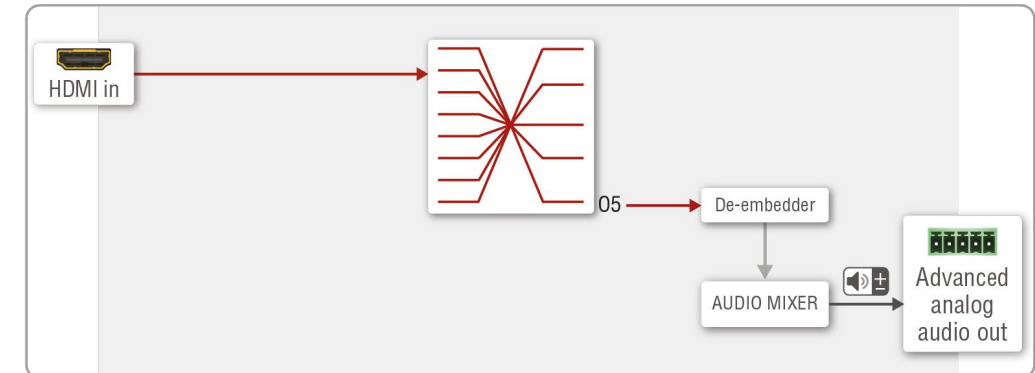 HDMI in
O5
De-embedder
AUDIO MIXER
Advanced
analog
audio out